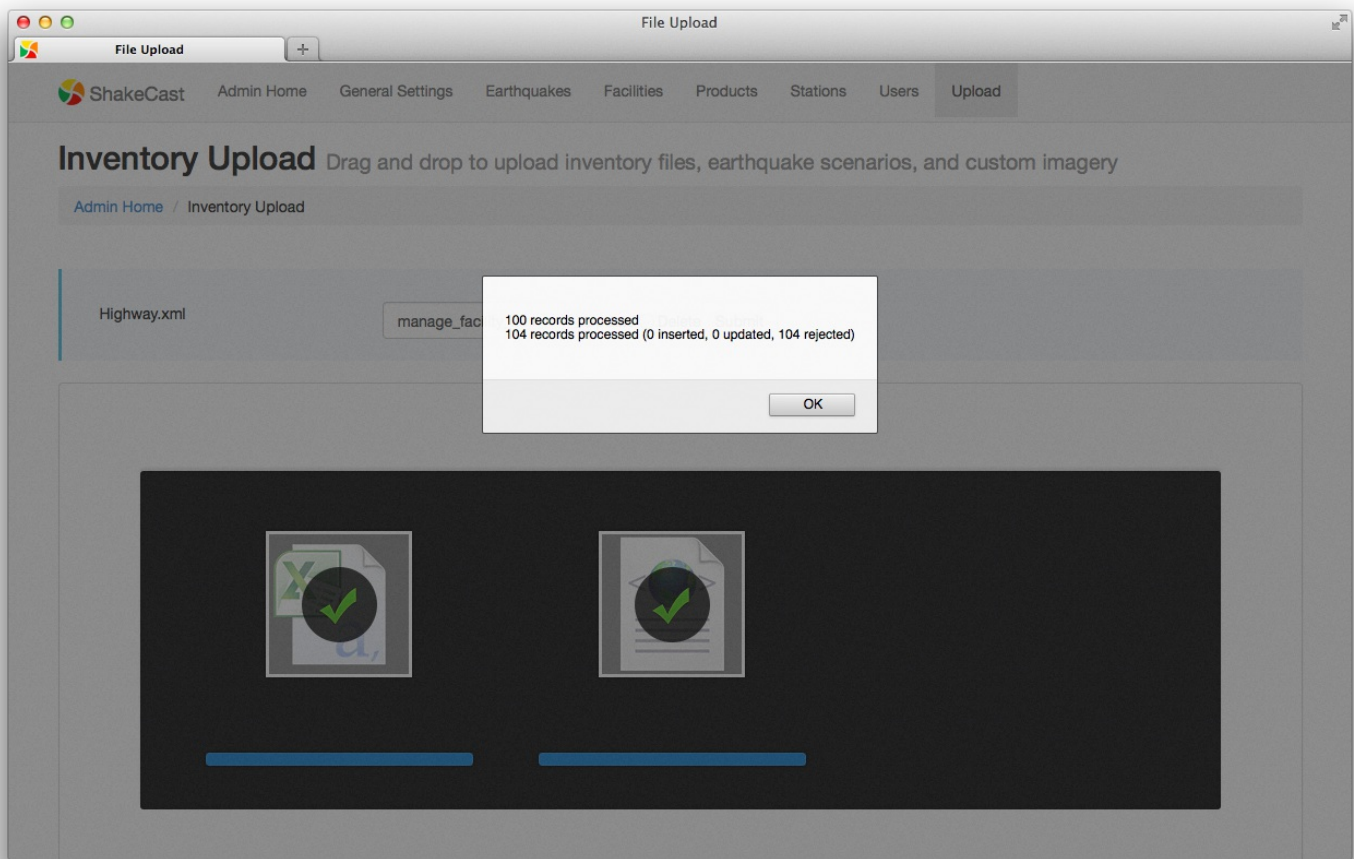 File Upload
File Upload
ShakeCast Admin Home General Settings Earthquakes Facilities Products Stations Users Upload
Inventory Upload Drag and drop to upload inventory files, earthquake scenarios, and custom imagery
Admin Home / Inventory Upload
Highway.xml
manage_fac
100 records processed
104 records processed (0 inserted, 0 updated, 104 rejected)
OK
X
a,